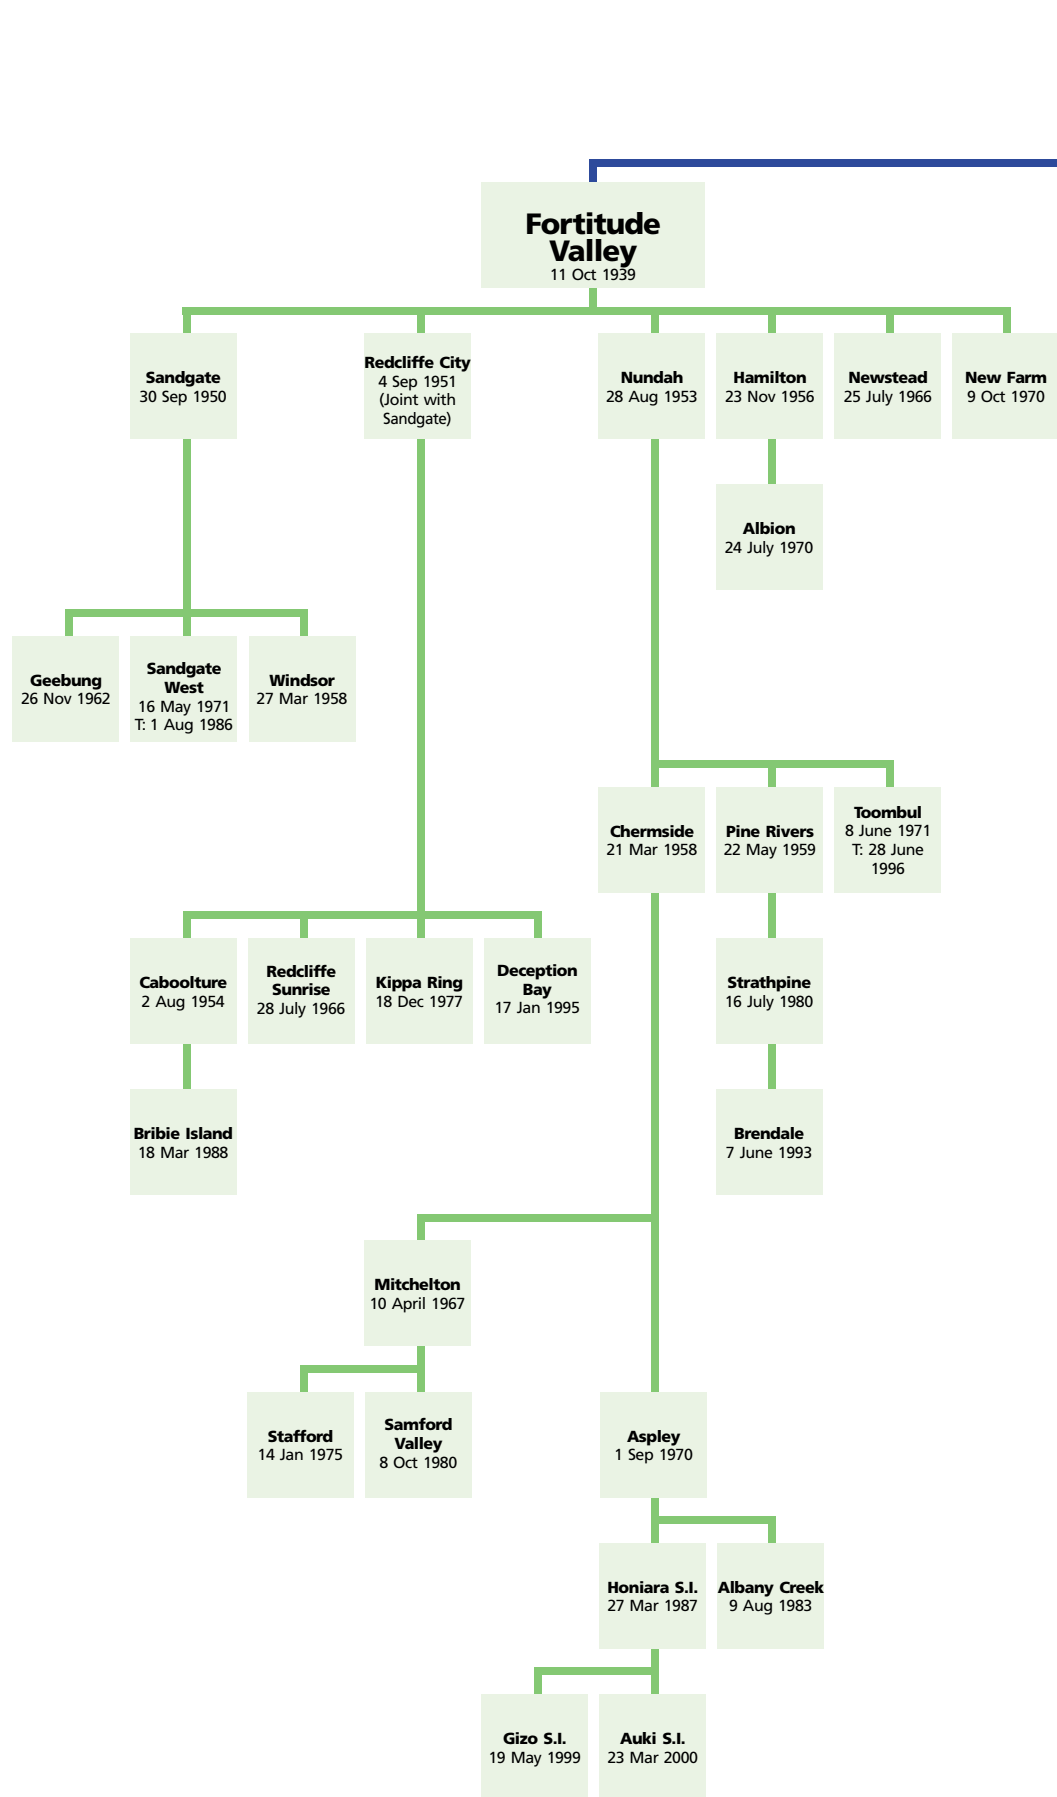 Fortitude
Valley
11 Oct 1939
Sandgate
30 Sep 1950
Redcliffe City
4 Sep 1951
(Joint with
Sandgate)
Nundah
28 Aug 1953
Hamilton
23 Nov 1956
Newstead
25 July 1966
New Farm
9 Oct 1970
Albion
24 July 1970
Geebung
26 Nov 1962
Sandgate
West
16 May 1971
T: 1 Aug 1986
Windsor
27 Mar 1958
Chermside
21 Mar 1958
Pine Rivers
22 May 1959
Toombul
8 June 1971
T: 28 June
1996
Caboolture
2 Aug 1954
Redcliffe
Sunrise
28 July 1966
Kippa Ring
18 Dec 1977
Deception
Bay
17 Jan 1995
Strathpine
16 July 1980
Bribie Island
18 Mar 1988
Brendale
7 June 1993
Mitchelton
10 April 1967
Stafford
14 Jan 1975
Samford
Valley
8 Oct 1980
Aspley
1 Sep 1970
Honiara S.I.
27 Mar 1987
Albany Creek
9 Aug 1983
Gizo S.I.
19 May 1999
Auki S.I.
23 Mar 2000